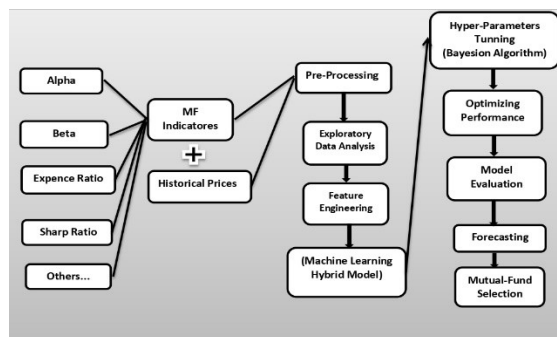 Alpha
Beta
Expence Ratio
Sharp Ratio
Others...
MF
Indicatores
+
Historical Prices
Pre-Processing
Exploratory
Data Analysis
Feature
Engineering
(Machine Learning
Hybrid Model)
Hyper-Parameters
Tunning
(Bayesian Algorithm)
Optimizing
Performance
Model
Evaluation
Forecasting
Mutual-Fund
Selection